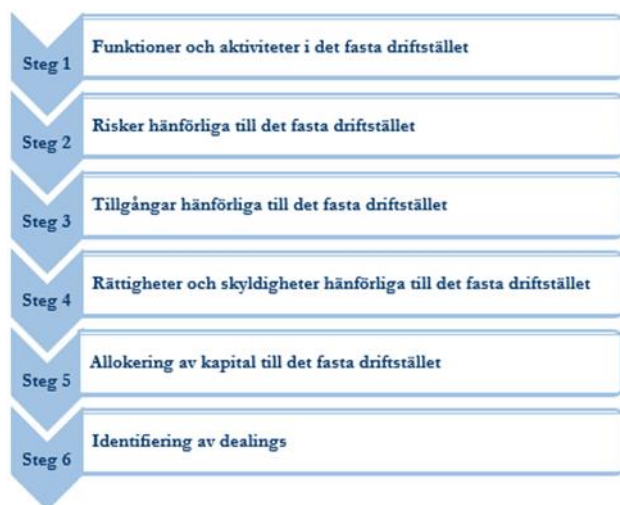 Steg 1
Funktioner och aktiviteter i det fasta driftstället
Steg 2
Risker hänförliga till det fasta driftstället
Steg 3
Tillgångar hänförliga till det fasta driftstället
Steg 4
Rättigheter och skyldigheter hänförliga till det fasta driftstället
Steg 5
Allokering av kapital till det fasta driftstället
Steg 6
Identifiering av dealings